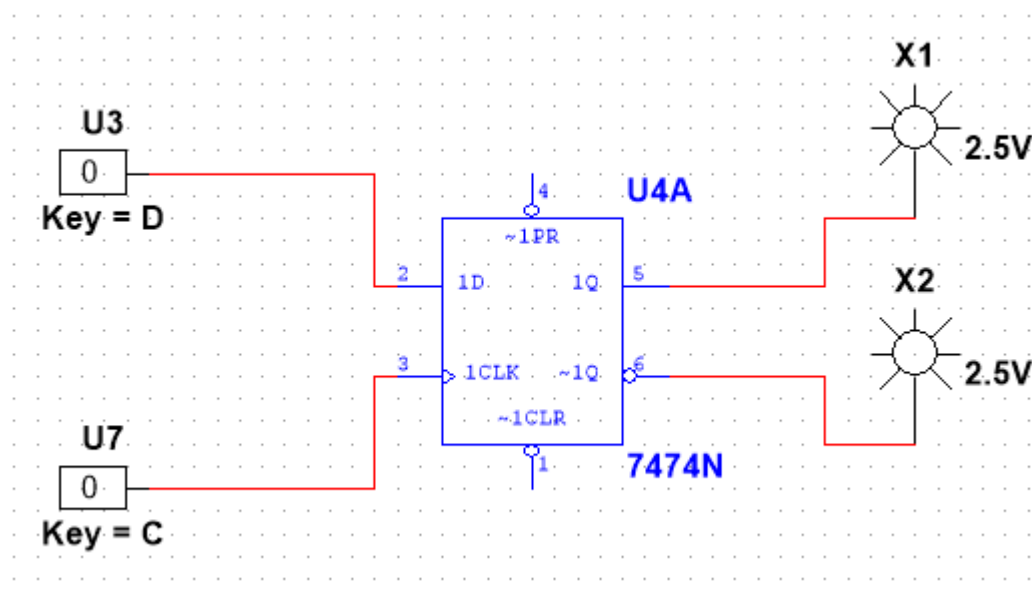 X1
2.5V
U3
0
Key = D
4
U4A
~1PR
2
1D
1Q
5
X2
2.5V
3
1CLK
~1Q
6
~1CLR
U7
1
7474N
0
Key = C